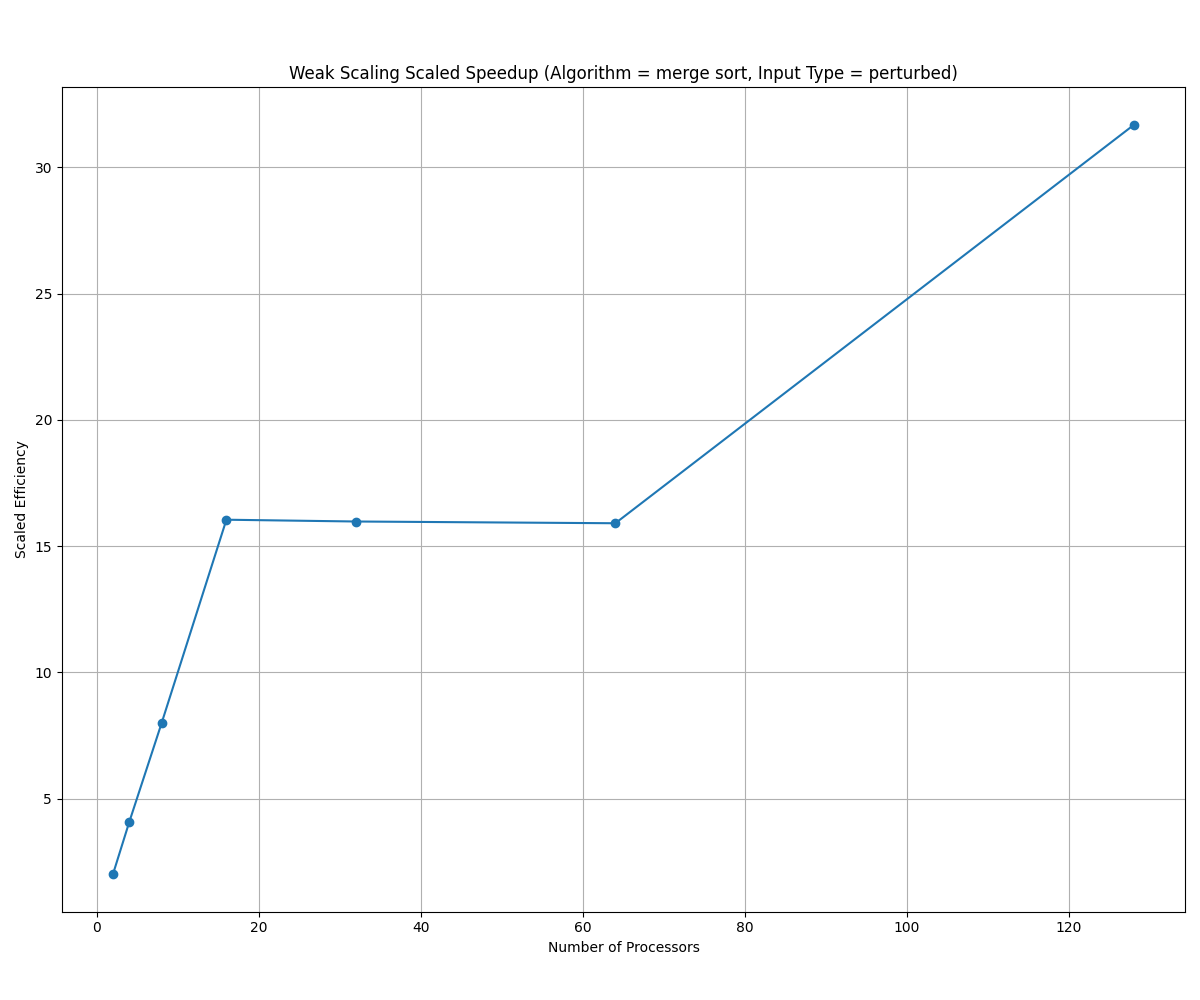 Weak Scaling Scaled Speedup (Algorithm = merge sort, Input Type = perturbed)
30
25
20
15
10
5
Scaled Efficiency
0 20 40 60 80 100 120
Number of Processors